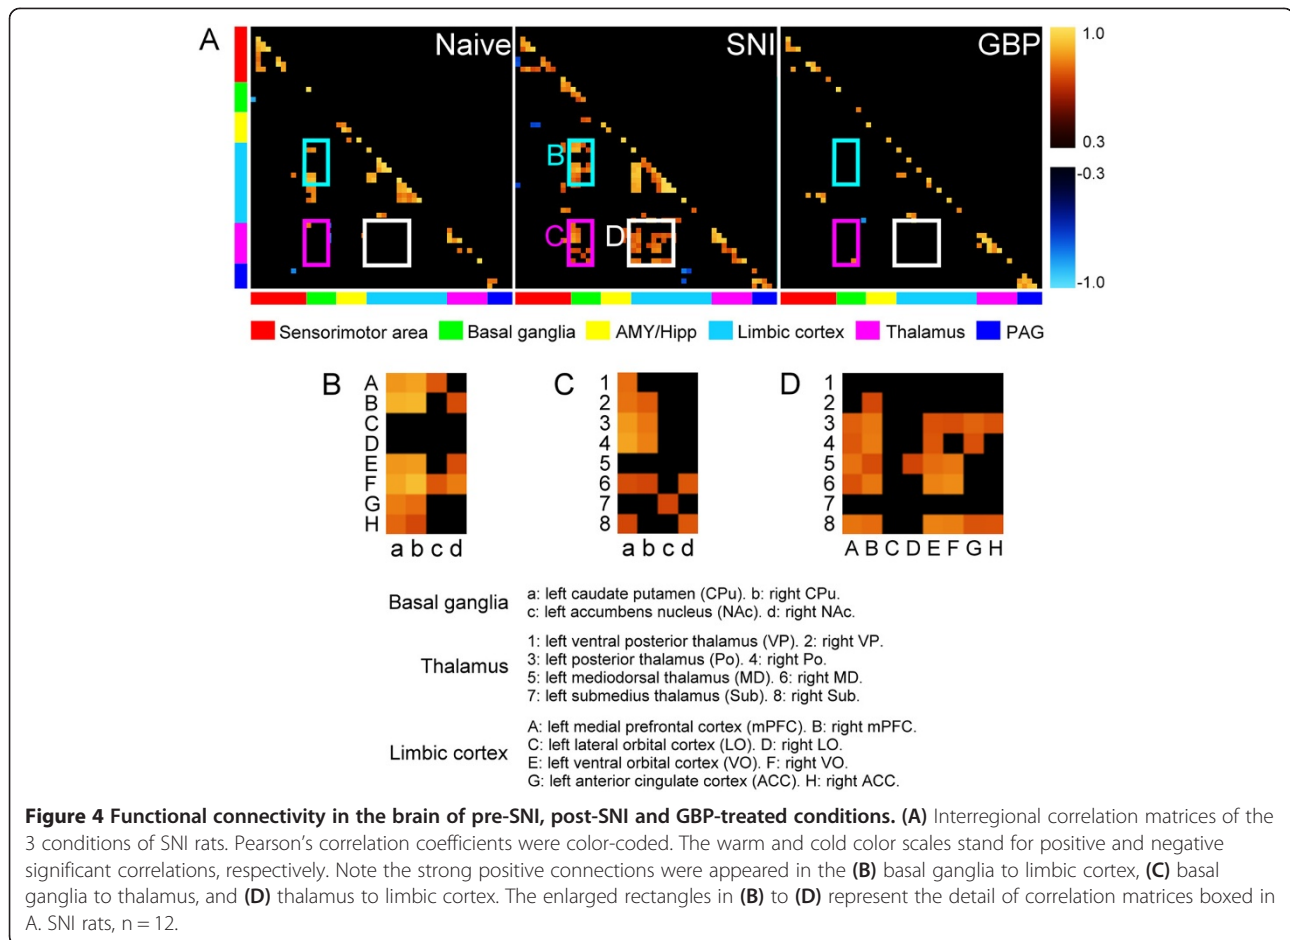 A
Naive
SNI
GBP
1.0
0.3
-0.3
-1.0
B
C
D
Sensorimotor area
Basal ganglia
AMY/Hipp
Limbic cortex
Thalamus
PAG
B
A
B
C
D
E
F
G
H
a b c d
C
1
2
3
4
5
6
7
8
a b c d
D
1
2
3
4
5
6
7
8
A B C D E F G H
Basal ganglia
a: left caudate putamen (CPu). b: right CPu.
c: left accumbens nucleus (NAc). d: right NAc.
Thalamus
1: left ventral posterior thalamus (VP). 2: right VP.
3: left posterior thalamus (Po). 4: right Po.
5: left mediodorsal thalamus (MD). 6: right MD.
7: left submedius thalamus (Sub). 8: right Sub.
Limbic cortex
A: left medial prefrontal cortex (mPFC). B: right mPFC.
C: left lateral orbital cortex (LO). D: right LO.
E: left ventral orbital cortex (VO). F: right VO.
G: left anterior cingulate cortex (ACC). H: right ACC.
Figure 4 Functional connectivity in the brain of pre-SNI, post-SNI and GBP-treated conditions. (A) Interregional correlation matrices of the
3 conditions of SNI rats. Pearson's correlation coefficients were color-coded. The warm and cold color scales stand for positive and negative
significant correlations, respectively. Note the strong positive connections were appeared in the (B) basal ganglia to limbic cortex, (C) basal
ganglia to thalamus, and (D) thalamus to limbic cortex. The enlarged rectangles in (B) to (D) represent the detail of correlation matrices boxed in
A. SNI rats, n = 12.